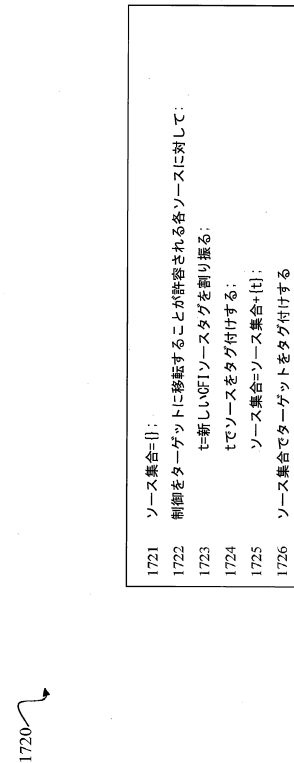 1720
1721 ソース集合={};
1722 制御をターゲットに移転することが許容される各ソースに対して:
1723 t=新しいCFIソースタグを割り振る;
1724 tでソースをタグ付けする;
1725 ソース集合=ソース集合+{t};
1726 ソース集合でターゲットをタグ付けする